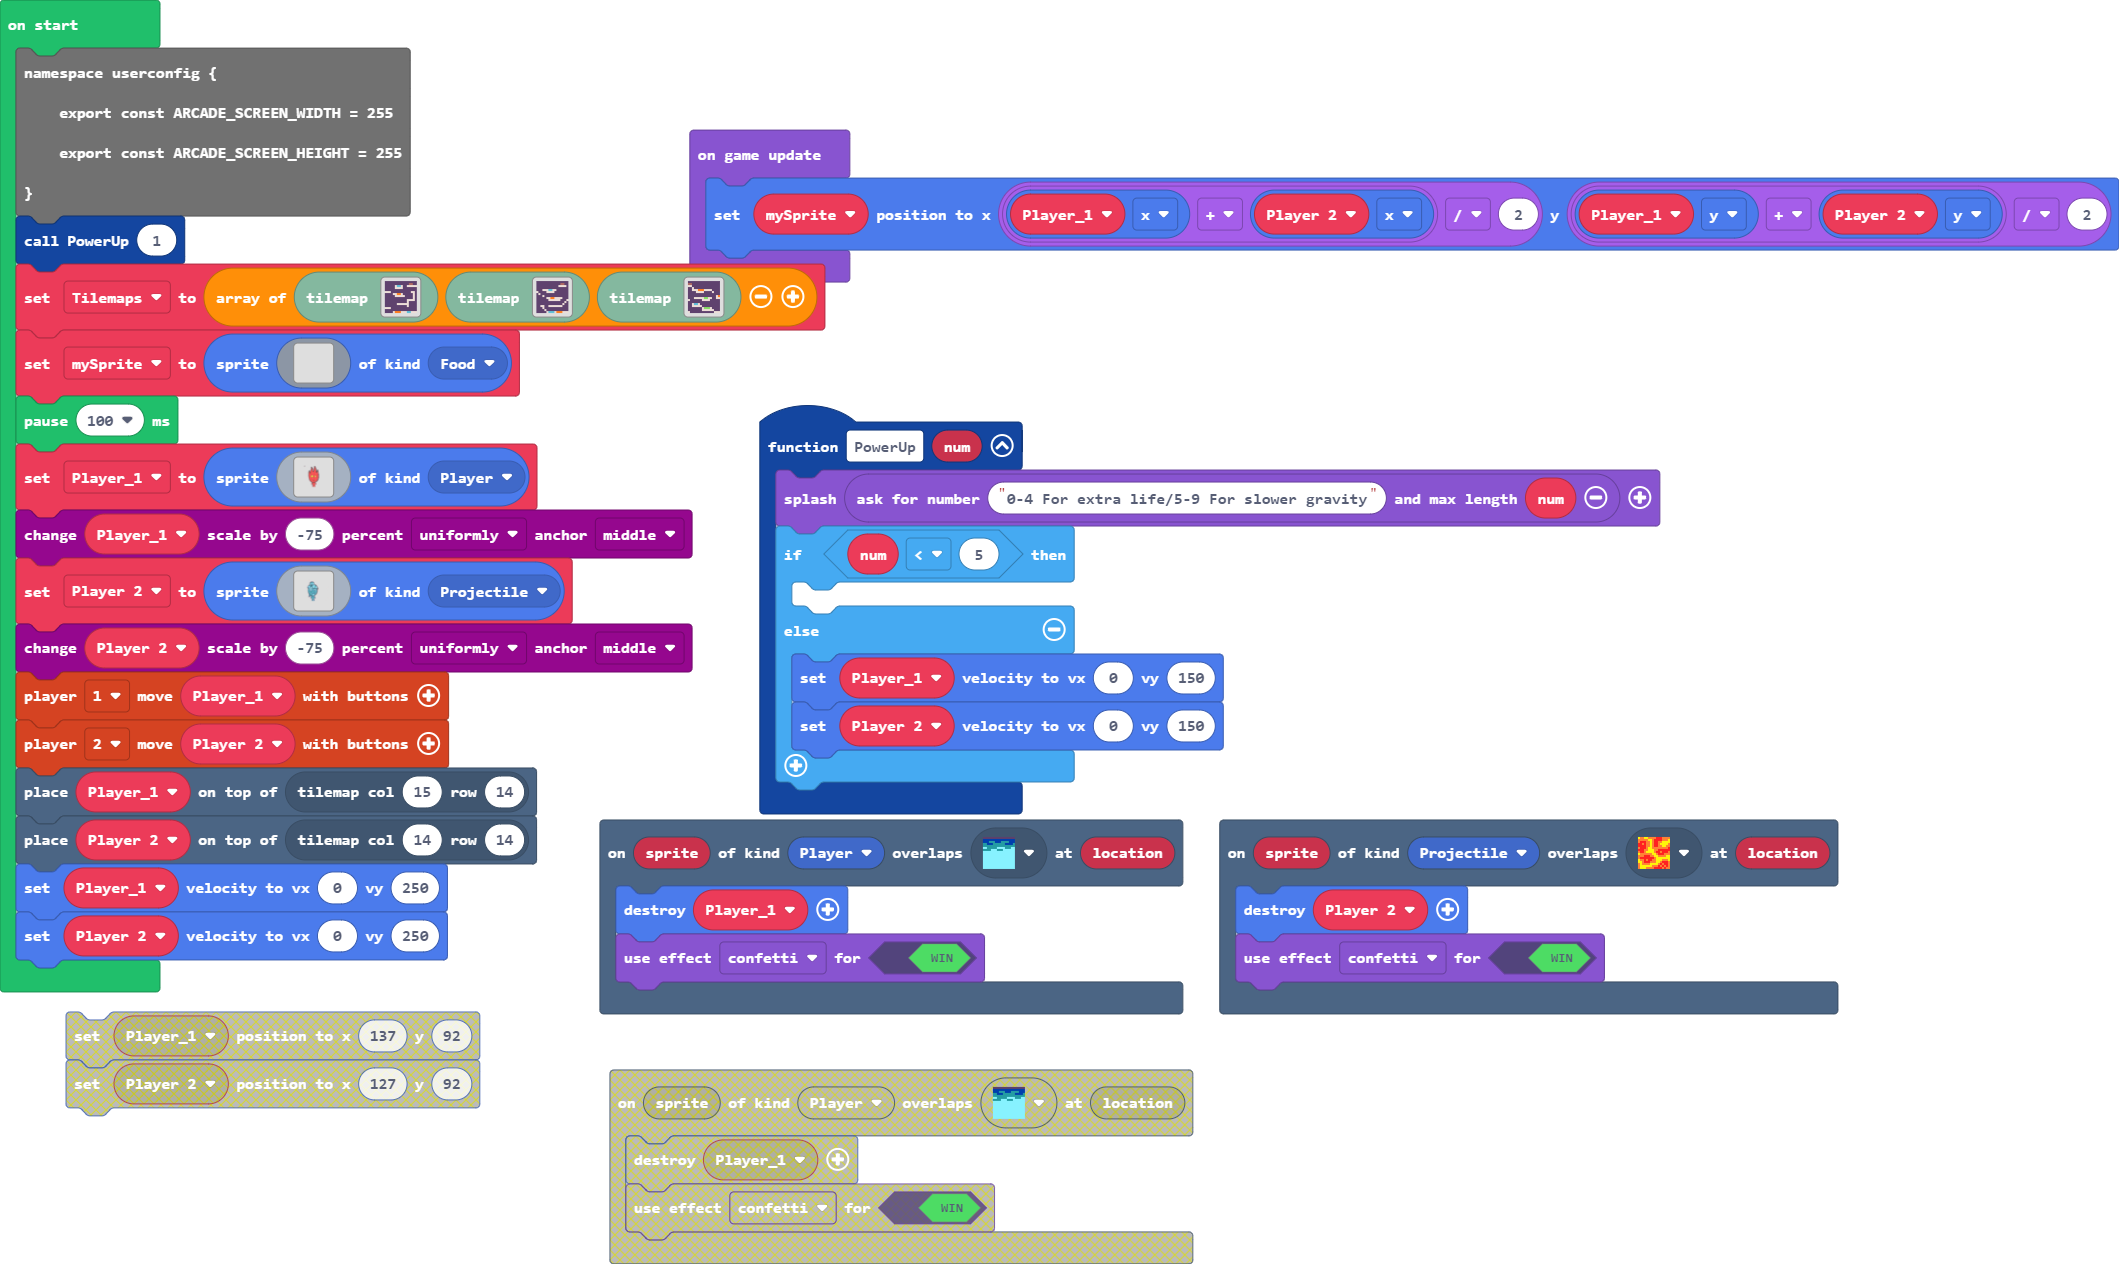 on start
namespace userconfig {
export const ARCADE_SCREEN_WIDTH = 255
export const ARCADE_SCREEN_HEIGHT = 255
}
call PowerUp 1
set Tilemaps to array of tilemap tilemap tilemap
set mySprite to sprite of kind Food
pause 100 ms
set Player_1 to sprite of kind Player
change Player_1 scale by -75 percent uniformly anchor middle
set Player 2 to sprite of kind Projectile
change Player 2 scale by -75 percent uniformly anchor middle
player 1 move Player_1 with buttons
player 2 move Player 2 with buttons
place Player_1 on top of tilemap col 15 row 14
place Player 2 on top of tilemap col 14 row 14
set Player_1 velocity to vx 0 vy 250
set Player 2 velocity to vx 0 vy 250
set Player_1 position to x 137 y 92
set Player 2 position to x 127 y 92
on game update
set mySprite position to x Player_1 x + Player 2 x / 2 y Player_1 y + Player 2 y / 2
function PowerUp num
splash ask for number "0-4 For extra life/5-9 For slower gravity" and max length num
if num < 5 then
else
set Player_1 velocity to vx 0 vy 150
set Player 2 velocity to vx 0 vy 150
on sprite of kind Player overlaps at location
destroy Player_1
use effect confetti for WIN
on sprite of kind Projectile overlaps at location
destroy Player 2
use effect confetti for WIN
on sprite of kind Player overlaps at location
destroy Player_1
use effect confetti for WIN